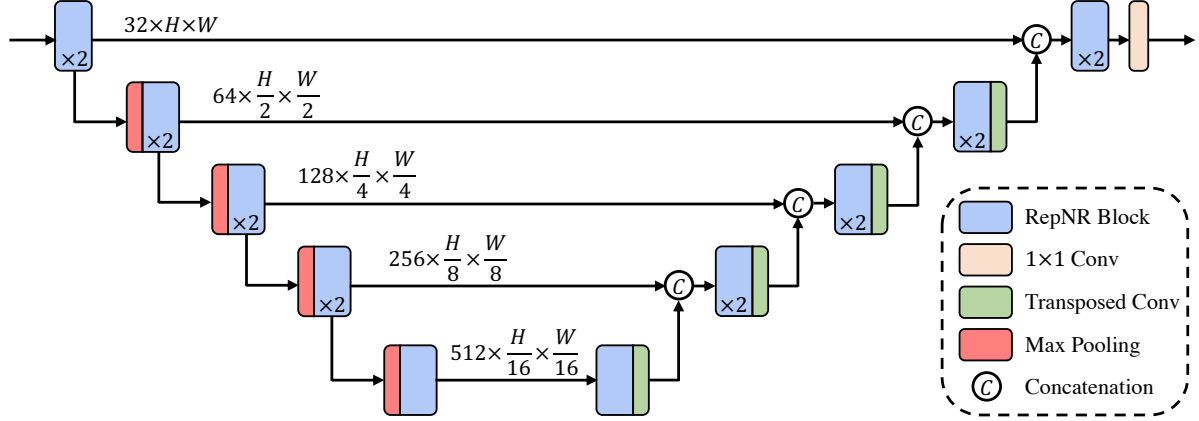 32×H×W
×2
C
×2
64×H/2×W/2
×2
C
×2
128×H/4×W/4
×2
C
×2
256×H/8×W/8
×2
C
×2
512×H/16×W/16
RepNR Block
1×1 Conv
Transposed Conv
Max Pooling
C Concatenation